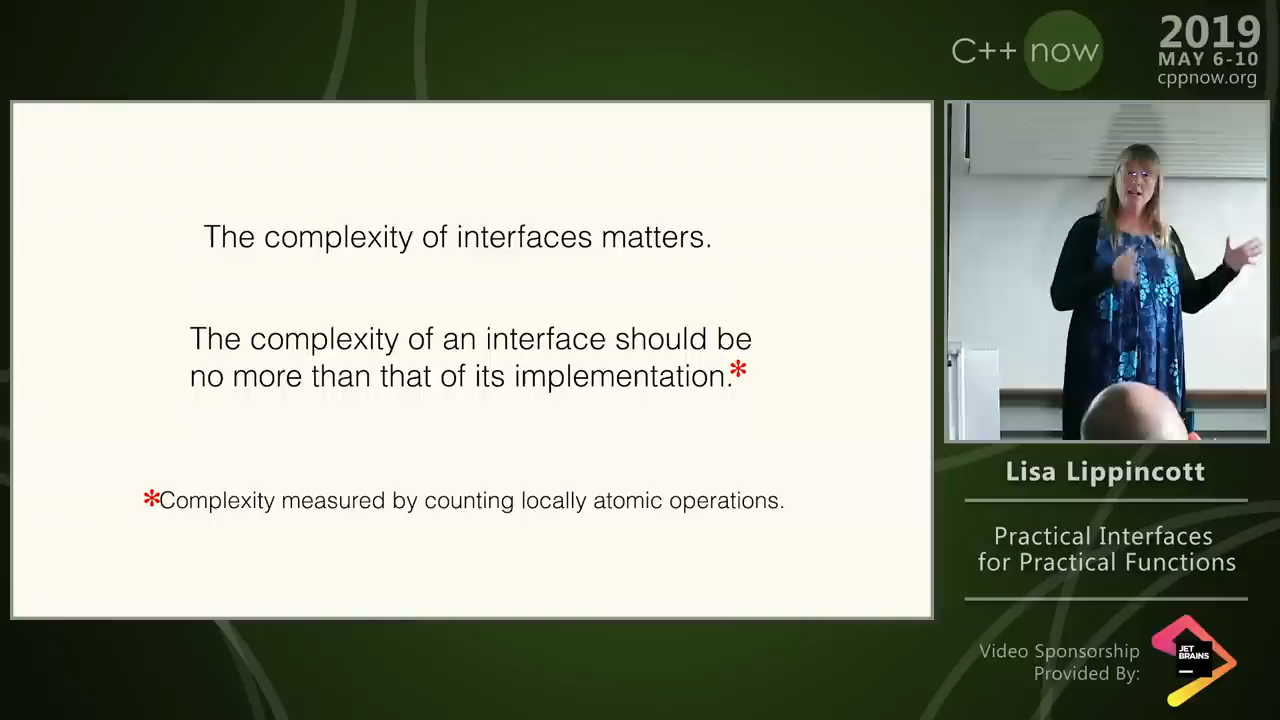 C++ now
2019
MAY 6-10
cppnow.org
The complexity of interfaces matters.
The complexity of an interface should be
no more than that of its implementation.*
*Complexity measured by counting locally atomic operations.
Lisa Lippincott
Practical Interfaces
for Practical Functions
Video Sponsorship
Provided By:
JET
BRAINS